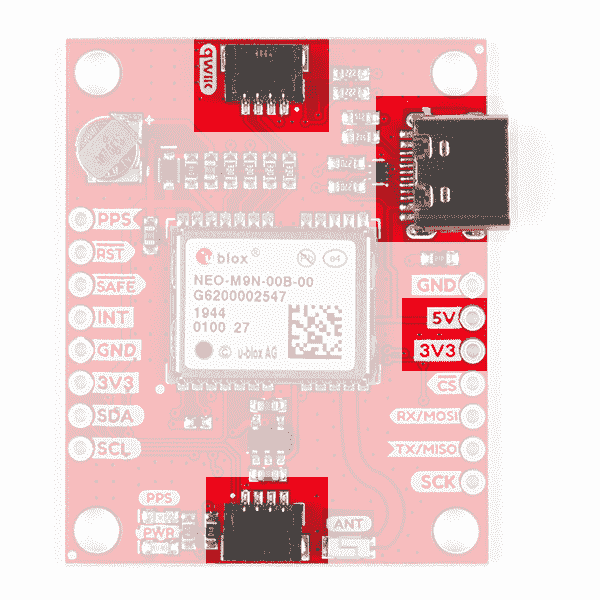 QWIIC
PPS
RST
SAFE
INT
GND
3V3
SDA
SCL
blox®
NEO-M9N-00B-00
G6200002547
1944
0100 27
© u-blox AG
GND
5V
3V3
CS
RX/MOSI
TX/MISO
SCK
PPS
PWR
ANT